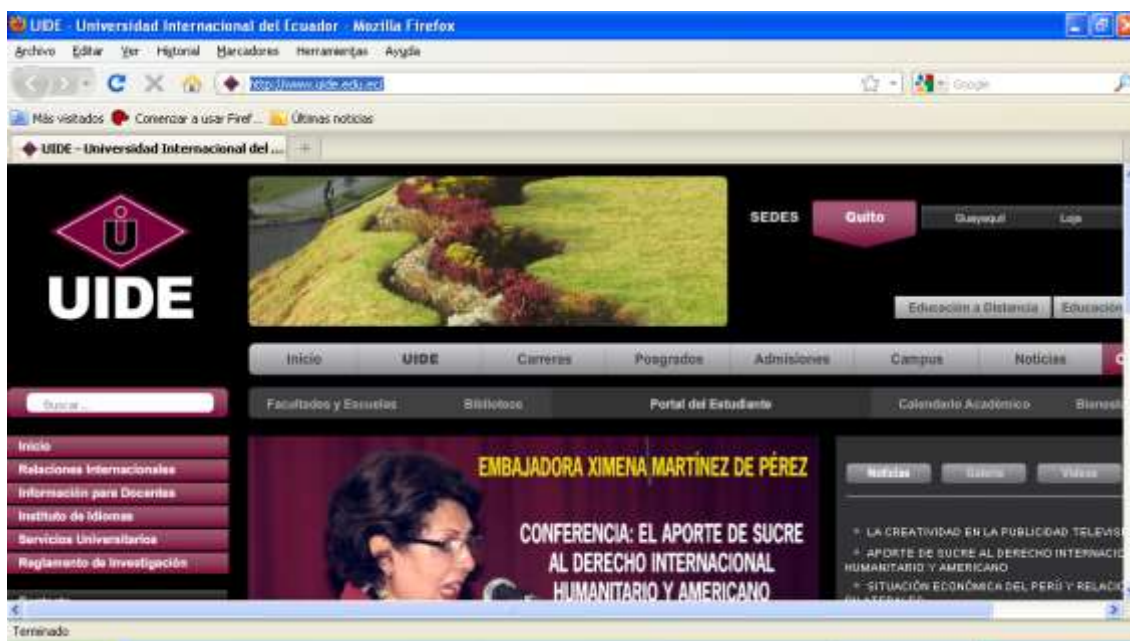 UIDE - Universidad Internacional del Ecuador - Mozilla Firefox
Archivo Editar Ver Historial Marcadores Herramientas Ayuda
http://www.uide.edu.ec/
Google
Más visitados Comenzar a usar Firef... Últimas noticias
UIDE - Universidad Internacional del ...
SEDES Quito Guayaquil Loja
UIDE
Educación a Distancia Educación
Inicio UIDE Carreras Posgrados Admisiones Campus Noticias
Buscar...
Facultades y Escuelas Biblioteca Portal del Estudiante Calendario Académico
Inicio
Relaciones Internacionales
Información para Docentes
Instituto de Idiomas
Servicios Universitarios
Reglamento de Investigación
EMBAJADORA XIMENA MARTÍNEZ DE PÉREZ
CONFERENCIA: EL APORTE DE SUCRE
AL DERECHO INTERNACIONAL
HUMANITARIO Y AMERICANO
Noticias Galería Videos
LA CREATIVIDAD EN LA PUBLICIDAD
APORTE DE SUCRE AL DERECHO
HUMANITARIO Y AMERICANO
SITUACIÓN ECONÓMICA DEL PERÚ Y
Terminado